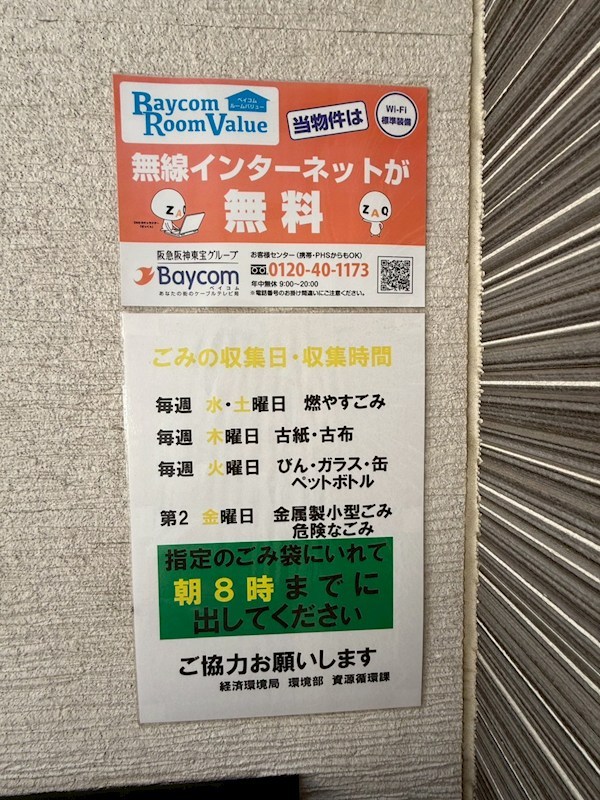 Baycom
Room Value
ベイコム
ルームバリュー
当物件は
Wi-Fi
標準装備
無線インターネットが
無料
ZAQ
ZAQ
阪急阪神東宝グループ
Baycom
ベイコム
あなたの街のケーブルテレビ局
お客様センター(携帯・PHSからもOK)
0120-40-1173
年中無休 9:00～20:00
※電話番号のお掛け間違いにご注意ください。
ごみの収集日・収集時間
毎週 水・土曜日 燃やすごみ
毎週 木曜日 古紙・古布
毎週 火曜日 びん・ガラス・缶
ペットボトル
第2 金曜日 金属製小型ごみ
危険なごみ
指定のごみ袋にいれて
朝8時までに
出してください
ご協力お願いします
経済環境局 環境部 資源循環課